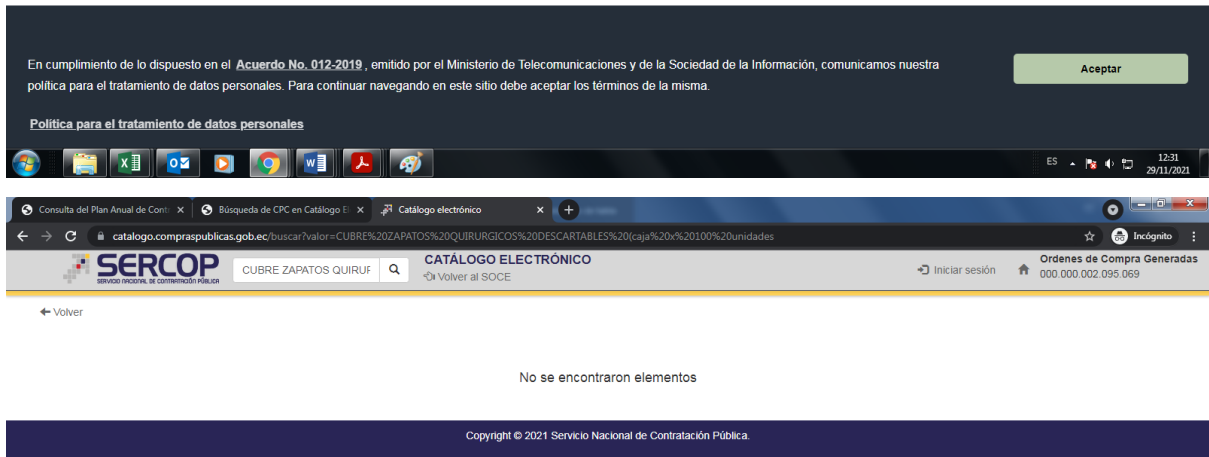 En cumplimiento de lo dispuesto en el Acuerdo No. 012-2019 , emitido por el Ministerio de Telecomunicaciones y de la Sociedad de la Información, comunicamos nuestra
política para el tratamiento de datos personales. Para continuar navegando en este sitio debe aceptar los términos de la misma.
Aceptar
Politica para el tratamiento de datos personales
ES
12:31
29/11/2021
Consulta del Plan Anual de Cont
Búsqueda de CPC en Catálogo El
Catálogo electrónico
catalogo.compraspublicas.gob.ec/buscar?valor=CUBRE%20ZAPATOS%20QUIRURGICOS%20DESCARTABLES%20(caja%20x%20100%20unidades
Incógnito
SERCOP
SERVICIO NACIONAL DE CONTRATACIÓN PÚBLICA
CUBRE ZAPATOS QUIRUF
CATÁLOGO ELECTRÓNICO
Volver al SOCE
Iniciar sesión
Ordenes de Compra Generadas
000.000.002.095.069
Volver
No se encontraron elementos
Copyright © 2021 Servicio Nacional de Contratación Pública.